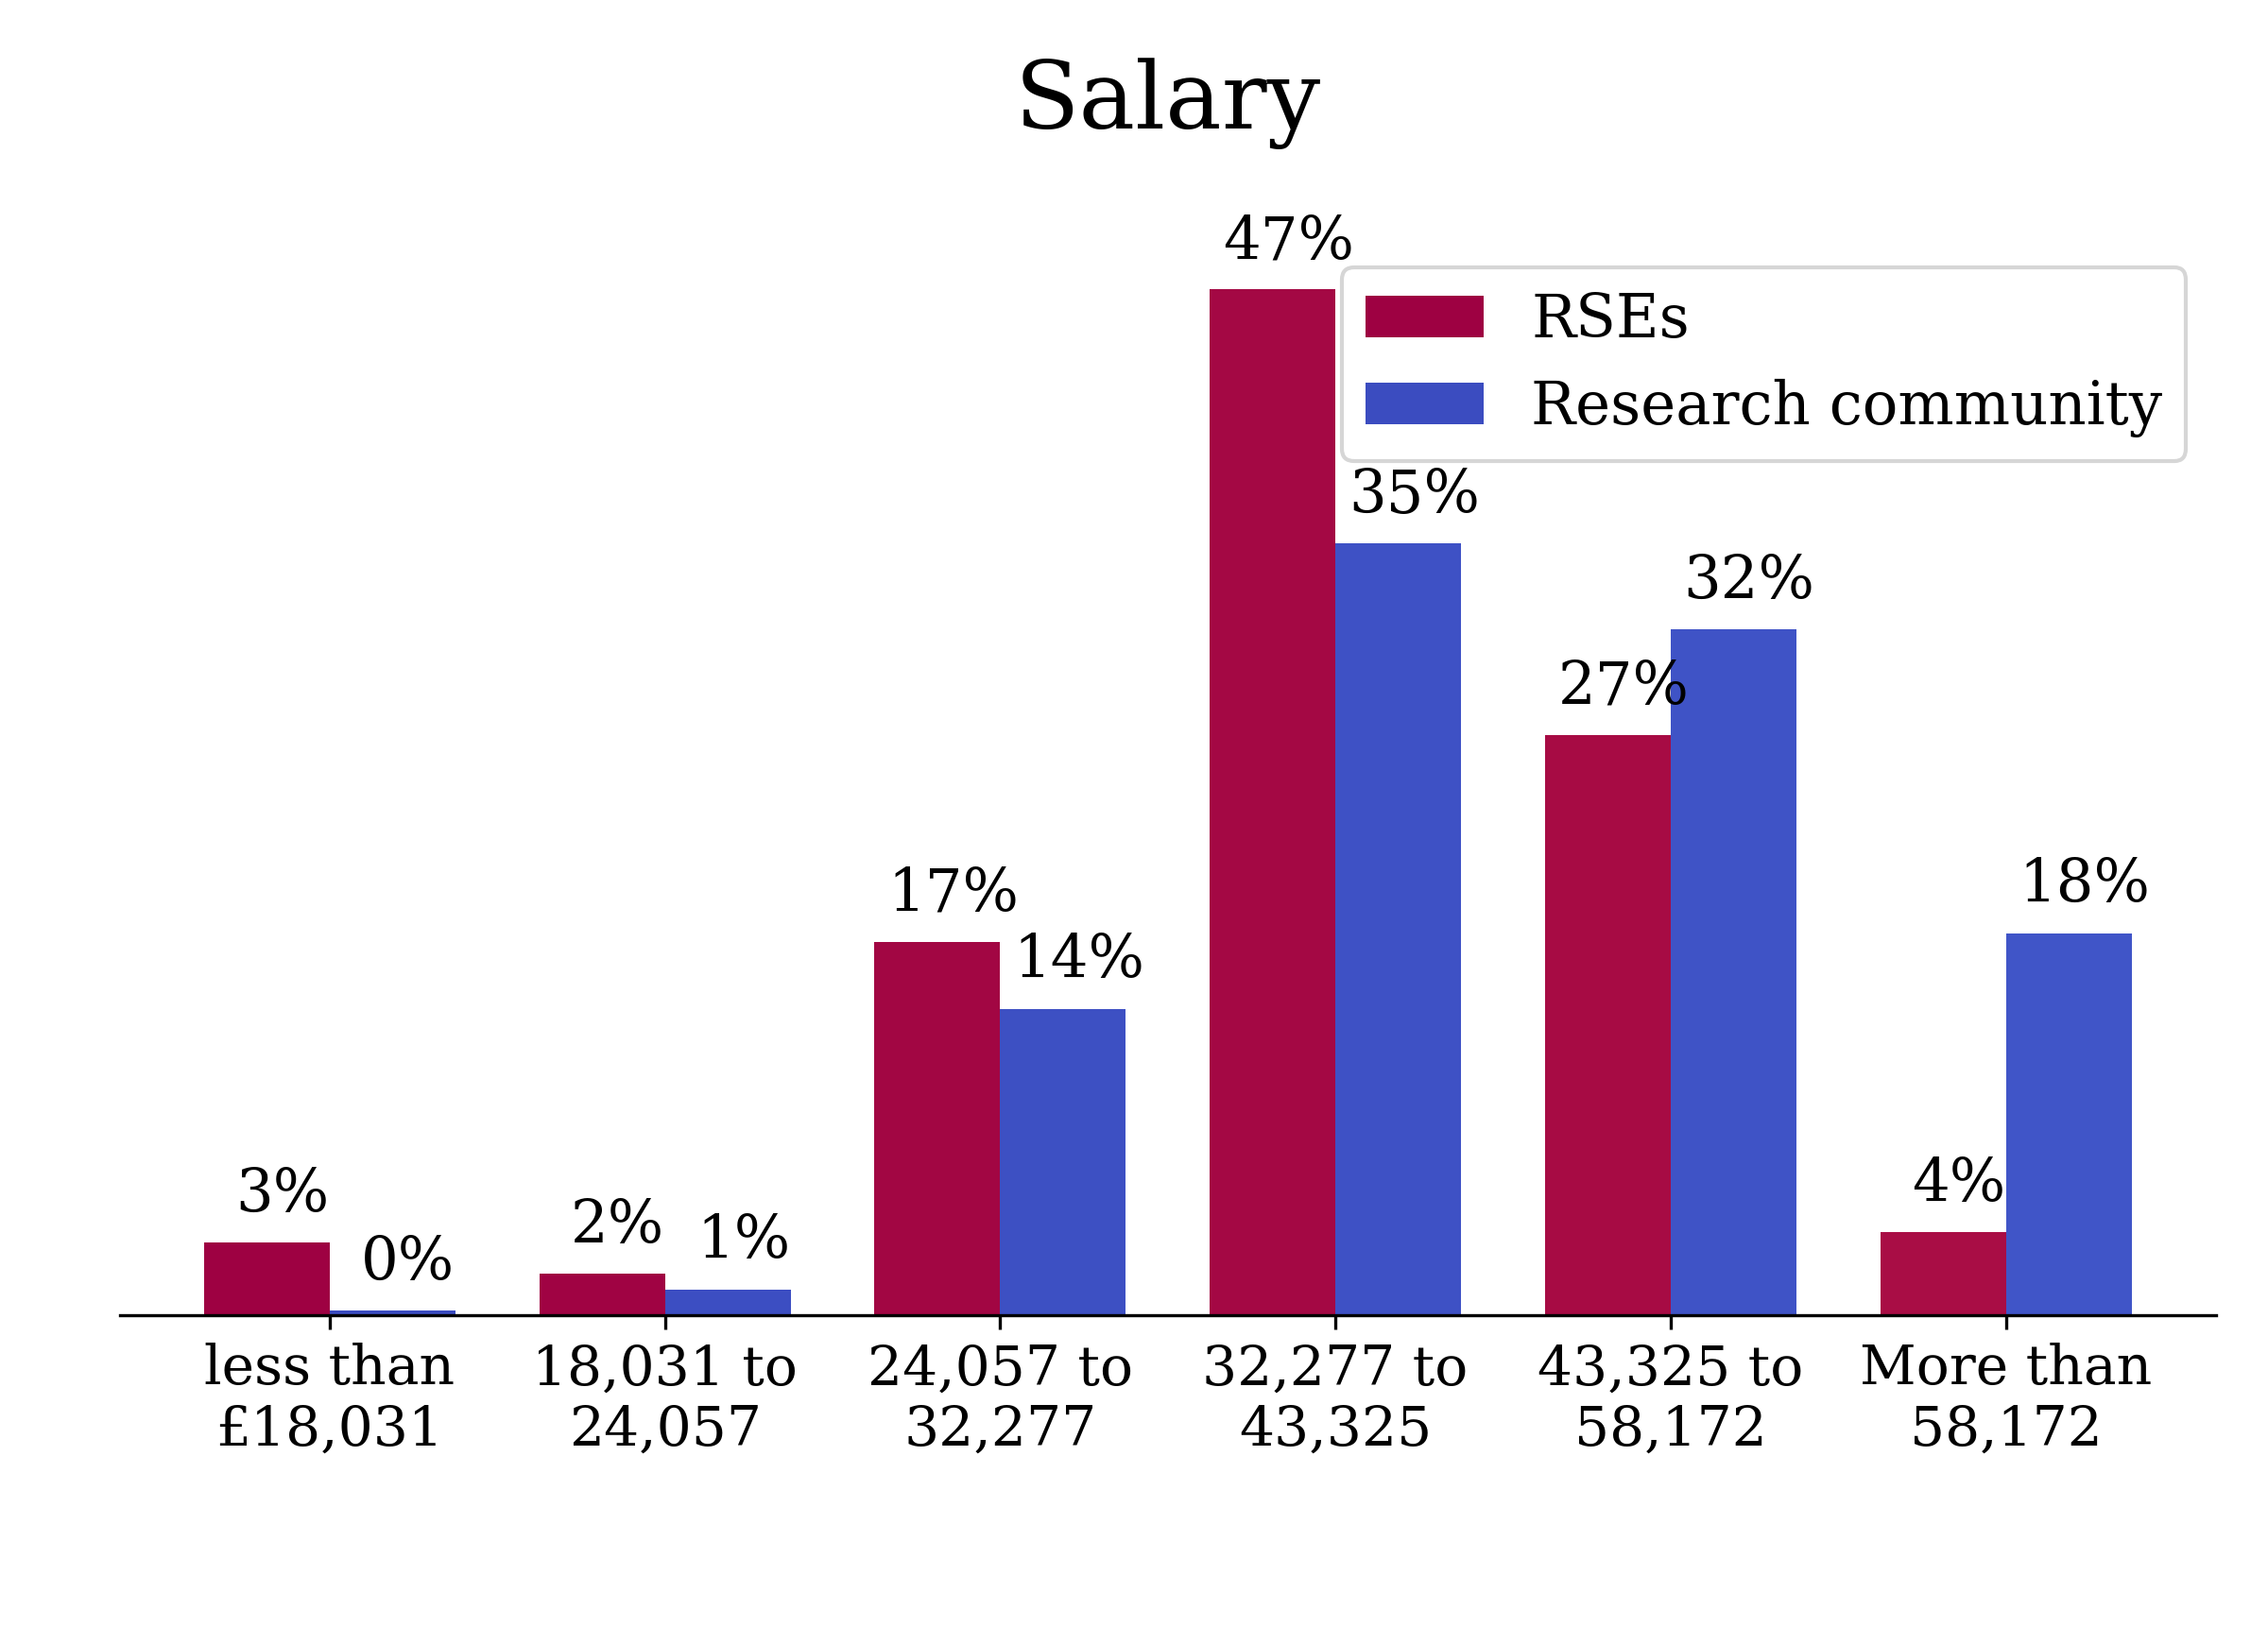 Salary
47%
RSEs
Research community
35%
32%
27%
17%
14%
18%
3%
0%
2%
1%
4%
less than
£18,031
18,031 to
24,057
24,057 to
32,277
32,277 to
43,325
43,325 to
58,172
More than
58,172